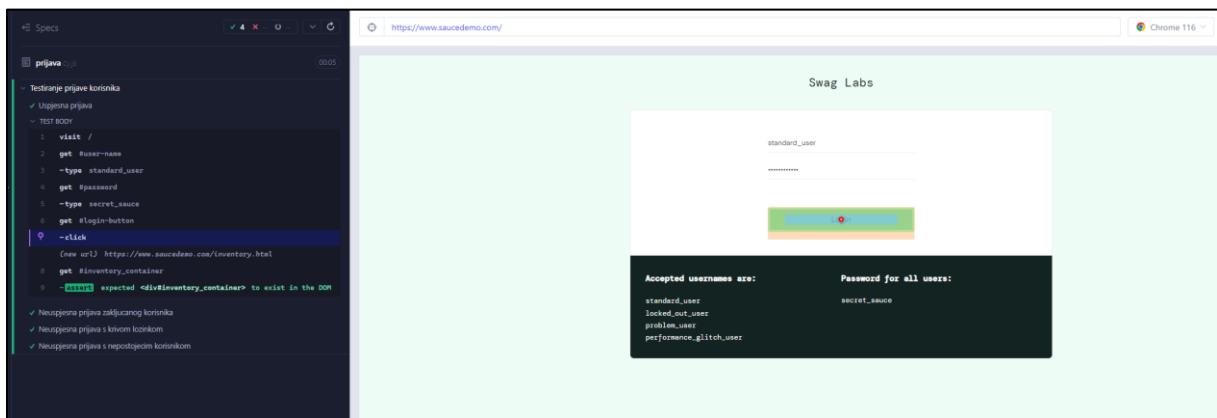 Specs
4
--
--
https://www.saucedemo.com/
Chrome 116
prijava cy.js
00:05
Testiranje prijave korisnika
Uspjesna prijava
TEST BODY
1 visit /
2 get #user-name
3 -type standard_user
4 get #password
5 -type secret_sauce
6 get #login-button
-click
(new url) https://www.saucedemo.com/inventory.html
8 get #inventory_container
9 -assert expected <div#inventory_container> to exist in the DOM
Neuspjesna prijava zakljucanog korisnika
Neuspjesna prijava s krivom lozinkom
Neuspjesna prijava s nepostojecim korisnikom
Swag Labs
standard_user
Accepted usernames are:
standard_user
locked_out_user
problem_user
performance_glitch_user
Password for all users:
secret_sauce